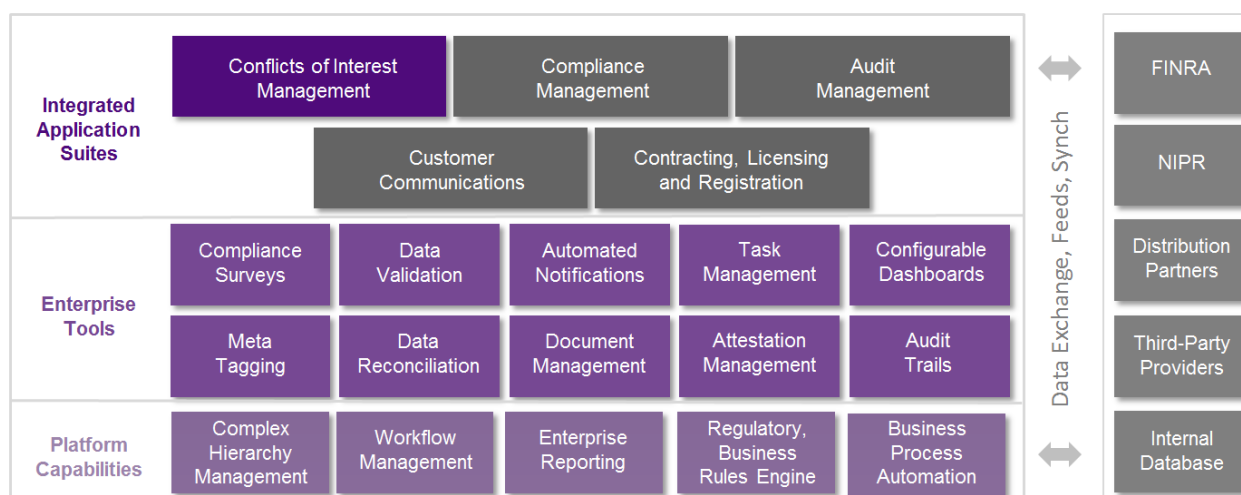 Integrated
Application
Suites
Conflicts of Interest
Management
Compliance
Management
Audit
Management
Customer
Communications
Contracting, Licensing
and Registration
Enterprise
Tools
Compliance
Surveys
Data
Validation
Automated
Notifications
Task
Management
Configurable
Dashboards
Meta
Tagging
Data
Reconciliation
Document
Management
Attestation
Management
Audit
Trails
Platform
Capabilities
Complex
Hierarchy
Management
Workflow
Management
Enterprise
Reporting
Regulatory,
Business
Rules Engine
Business
Process
Automation
Data Exchange, Feeds, Synch
FINRA
NIPR
Distribution
Partners
Third-Party
Providers
Internal
Database